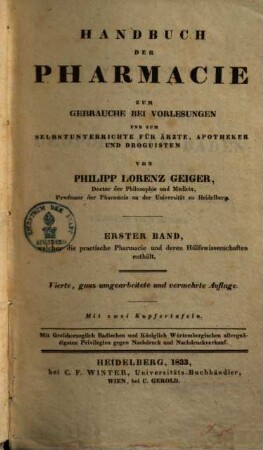 HANDBUCH
DER
PHARMACIE
ZUM
GEBRAUCHE BEI VORLESUNGEN
UND ZUM
SELBSTUNTERRICHTE FÜR ÄRZTE, APOTHEKER
UND DROGUISTEN
VON
PHILIPP LORENZ GEIGER,
Doctor der Philosophie und Medicin,
Professor der Pharmacie an der Universität zu Heidelberg.
ERSTER BAND,
welcher die practische Pharmacie und deren Hülfswissenschaften
enthält.
Vierte, ganz umgearbeitete und vermehrte Auflage.
Mit zwei Kupfertafeln.
Mit Großherzoglich Badischen und Königlich Würtembergischen allergnä-
digsten Privilegien gegen Nachdruck und Nachdruckverkauf.
HEIDELBERG, 1833,
bei C. F. WINTER, Universitäts-Buchhändler,
WIEN, bei C. GEROLD.